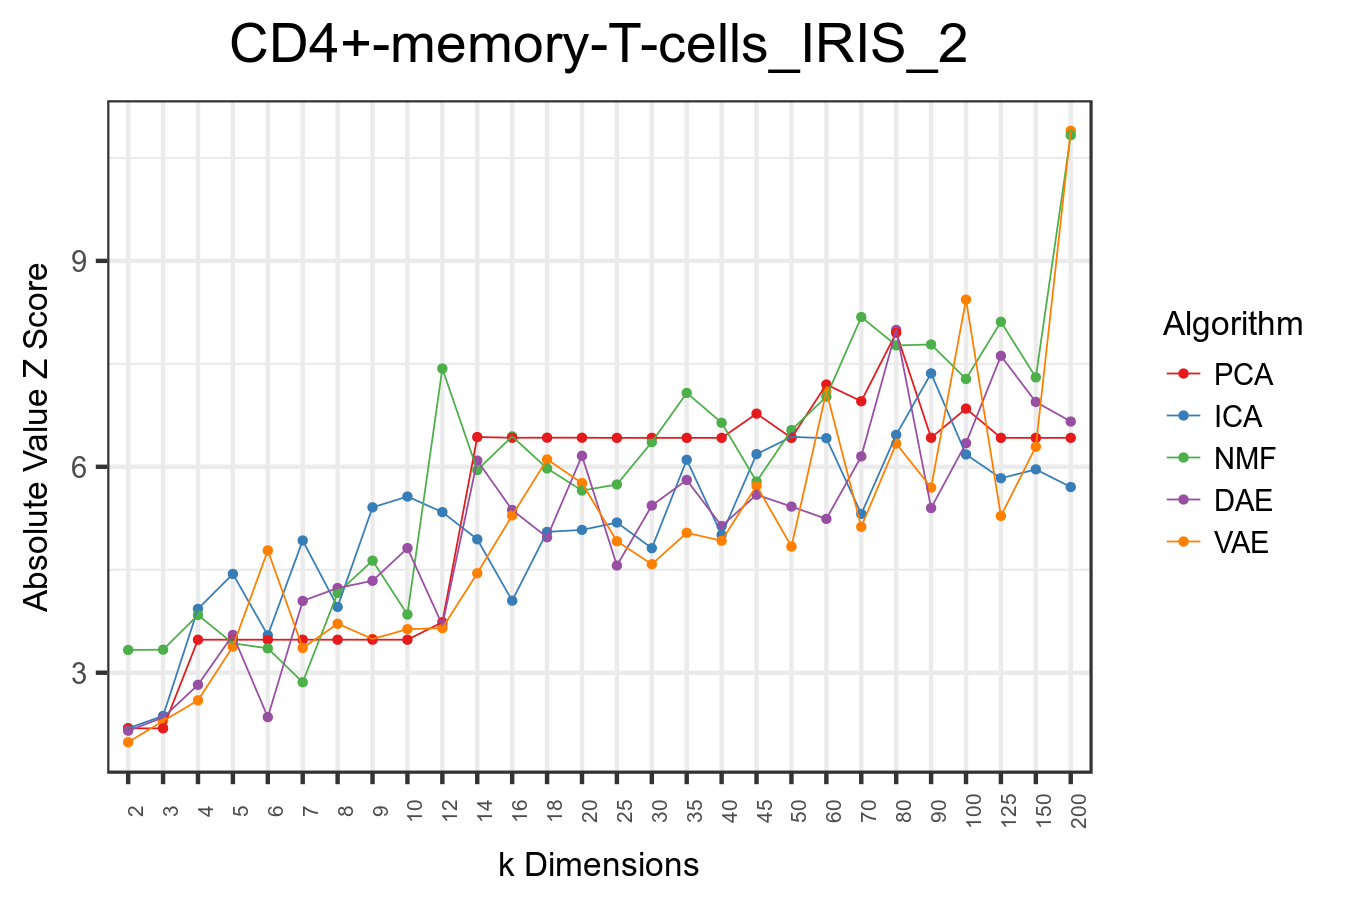 CD4+-memory-T-cells_IRIS_2
Absolute Value Z Score
9
6
3
2 3 4 5 6 7 8 9 10 12 14 16 18 20 25 30 35 40 45 50 60 70 80 90 100 125 150 200
k Dimensions
Algorithm
PCA
ICA
NMF
DAE
VAE